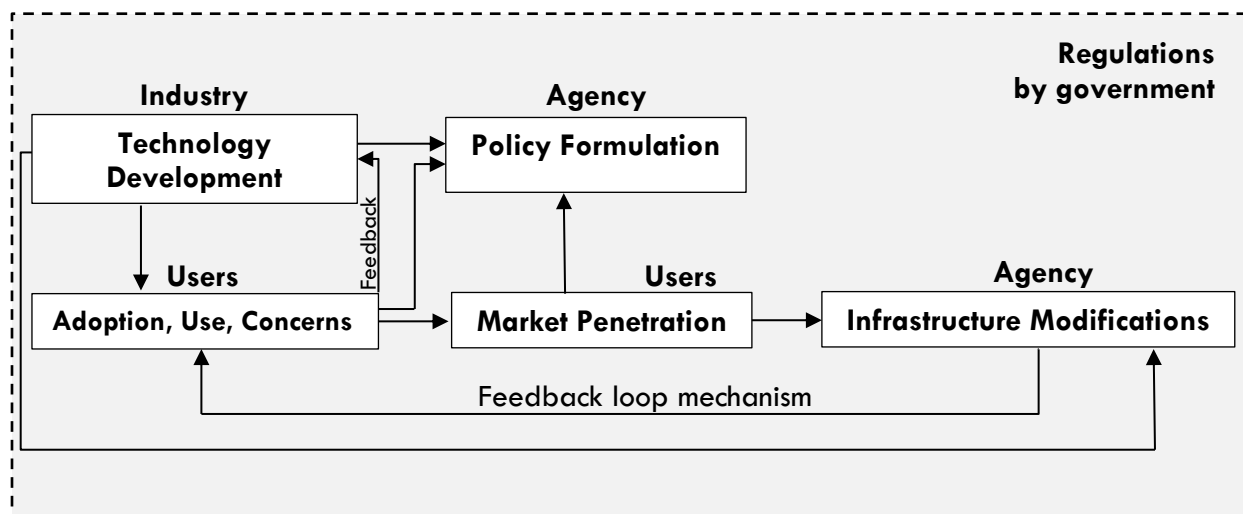 Regulations
by government
Industry
Technology
Development
Agency
Policy Formulation
Feedback
Users
Adoption, Use, Concerns
Users
Market Penetration
Agency
Infrastructure Modifications
Feedback loop mechanism